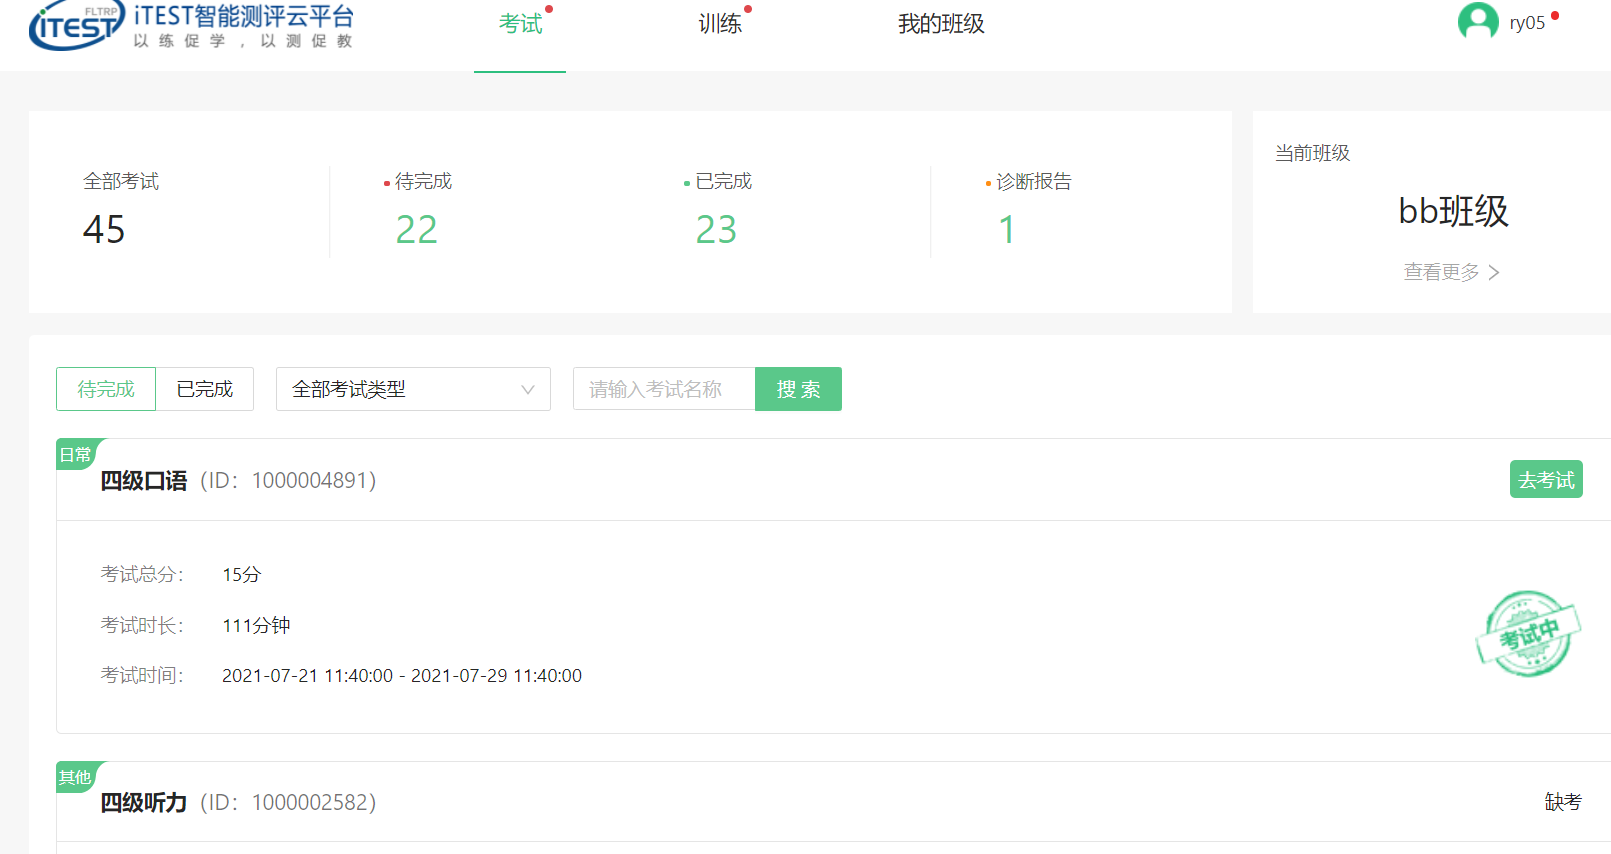 FLTRP
iTEST
iTEST智能测评云平台
以练促学，以测促教
考试
训练
我的班级
ry05
全部考试
45
待完成
22
已完成
23
诊断报告
1
当前班级
bb班级
查看更多
待完成
已完成
全部考试类型
请输入考试名称
搜索
日常
四级口语（ID：1000004891）
去考试
考试总分：
15分
考试时长：
111分钟
考试时间：
2021-07-21 11:40:00 - 2021-07-29 11:40:00
考试中
其他
四级听力（ID：1000002582）
缺考